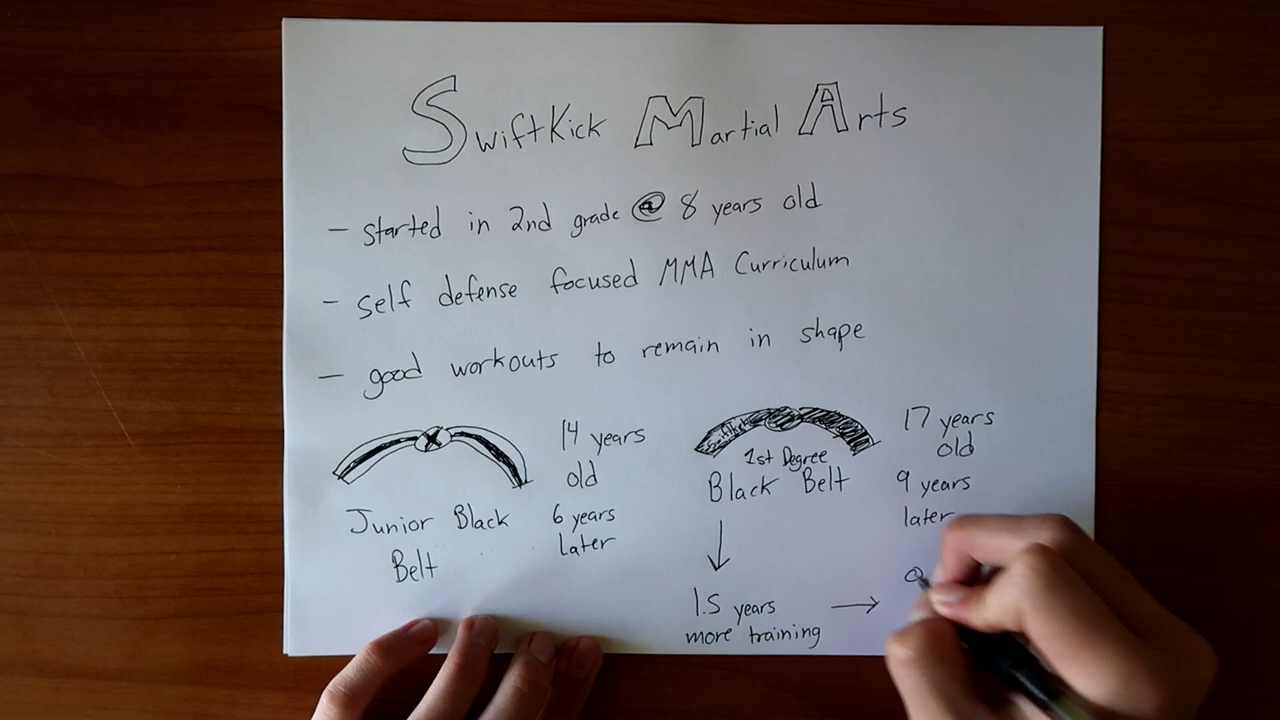 SwiftKick Martial Arts
- started in 2nd grade @ 8 years old
- self defense focused MMA Curriculum
- good workouts to remain in shape
14 years
old
6 years
later
Junior Black
Belt
1st Degree
Black Belt
17 years
old
9 years
later
1.5 years
more training